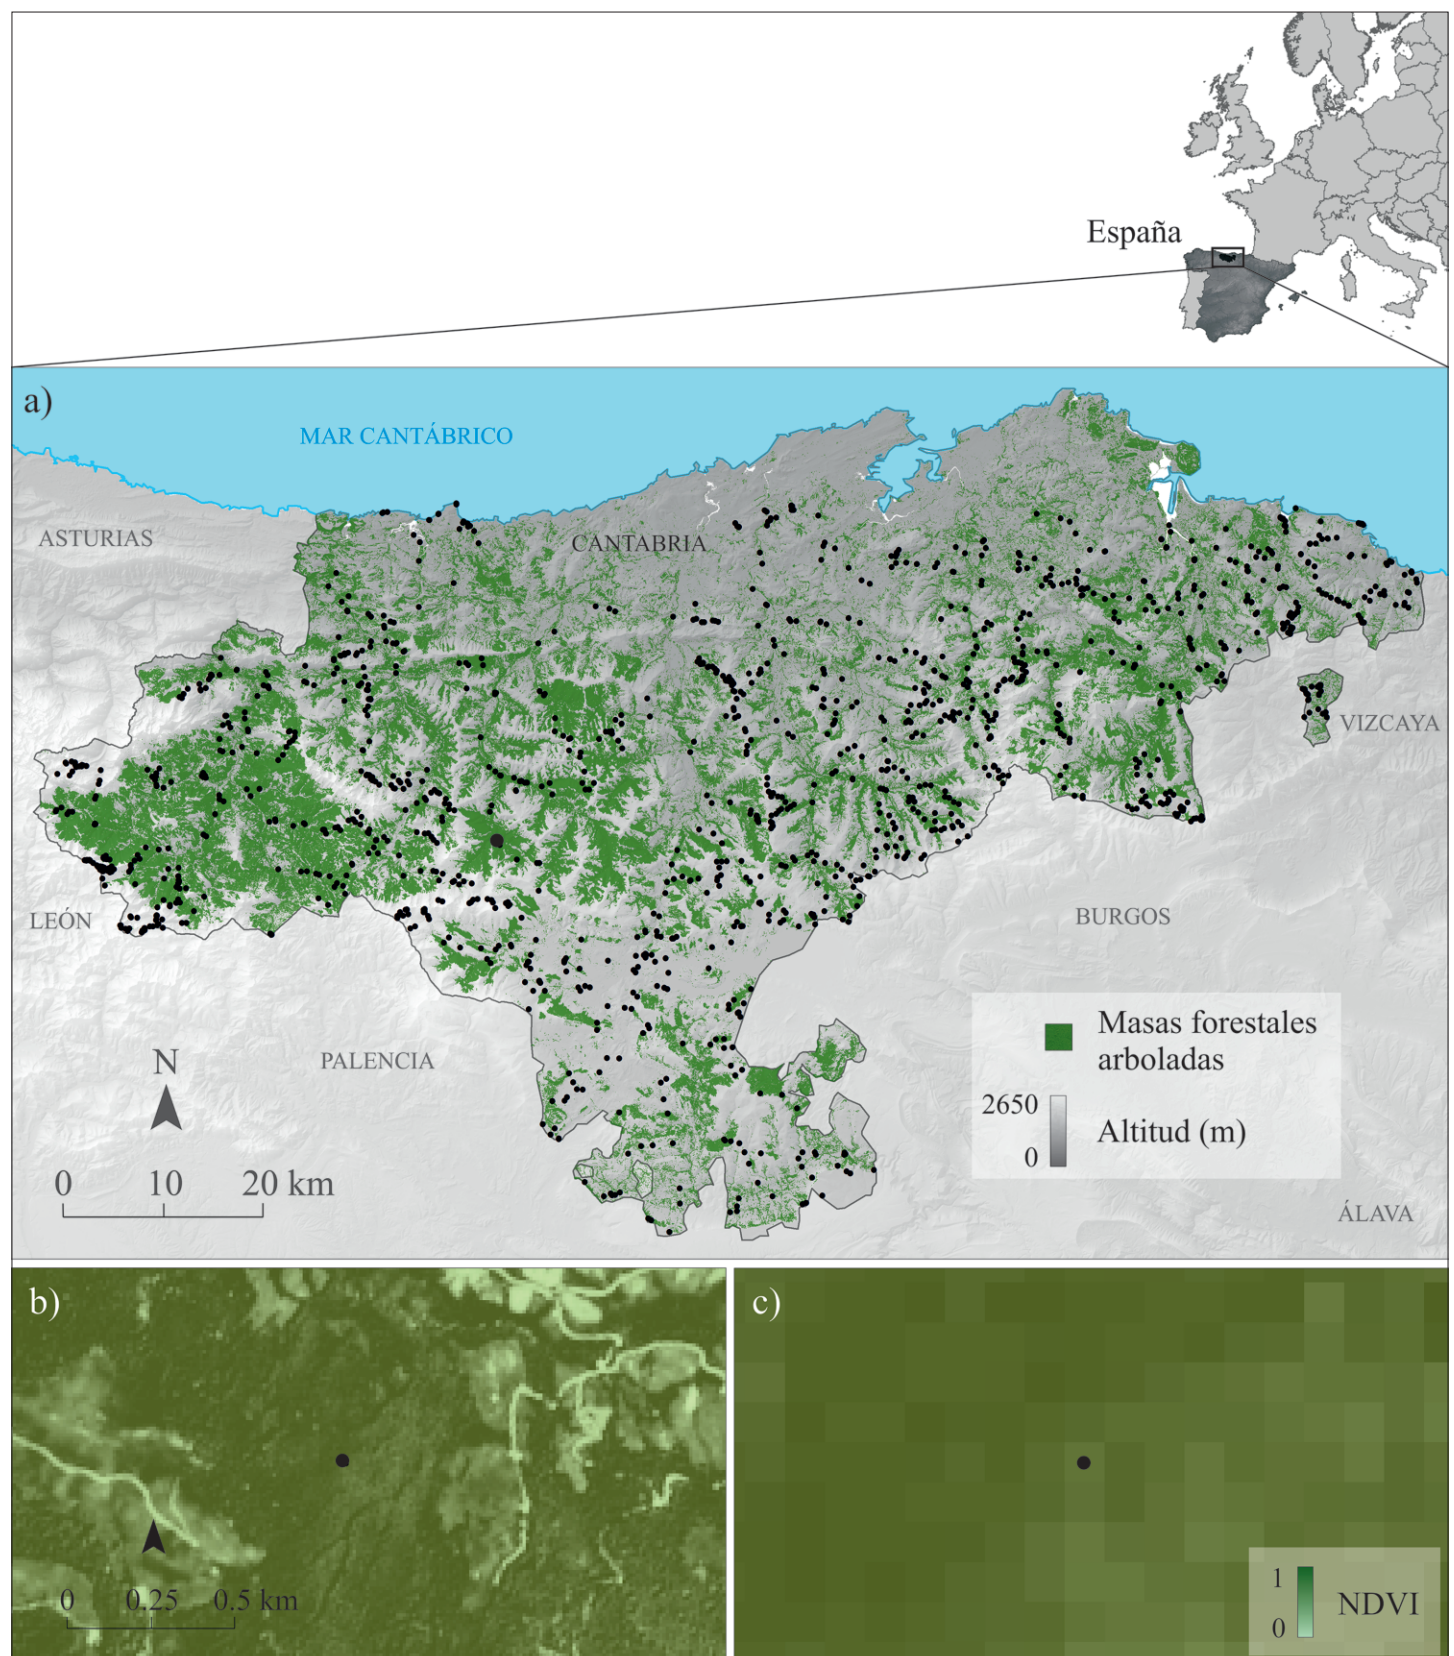 España
a)
MAR CANTÁBRICO
ASTURIAS
CANTABRIA
VIZCAYA
LEÓN
BURGOS
PALENCIA
N
0 10 20 km
Masas forestales
arboladas
2650
0
Altitud (m)
ÁLAVA
b)
0 0.25 0.5 km
c)
1
0
NDVI